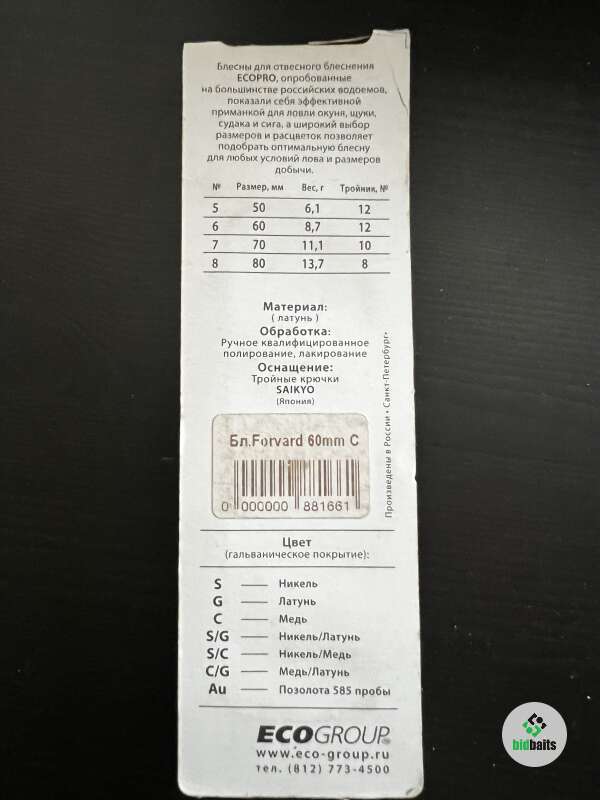 Блесны для отвесного блеснения
ECOPRO, опробованные
на большинстве российских водоемов,
показали себя эффективной
приманкой для ловли окуня, щуки,
судака и сига, а широкий выбор
размеров и расцветок позволяет
подобрать оптимальную блесну
для любых условий лова и размеров
добычи.
№ Размер, мм Вес, г Тройник, №
5 50 6,1 12
6 60 8,7 12
7 70 11,1 10
8 80 13,7 8
Материал:
( латунь )
Обработка:
Ручное квалифицированное
полирование, лакирование
Оснащение:
Тройные крючки
SAIKYO
(Япония)
Произведены в России • Санкт-Петербург•
Бл.Forvard 60mm C
0 000000 881661
Цвет
(гальваническое покрытие):
S — Никель
G — Латунь
C — Медь
S/G — Никель/Латунь
S/C — Никель/Медь
C/G — Медь/Латунь
Au — Позолота 585 пробы
ECOGROUP
www.eco-group.ru
тел. (812) 773-4500
bidbaits